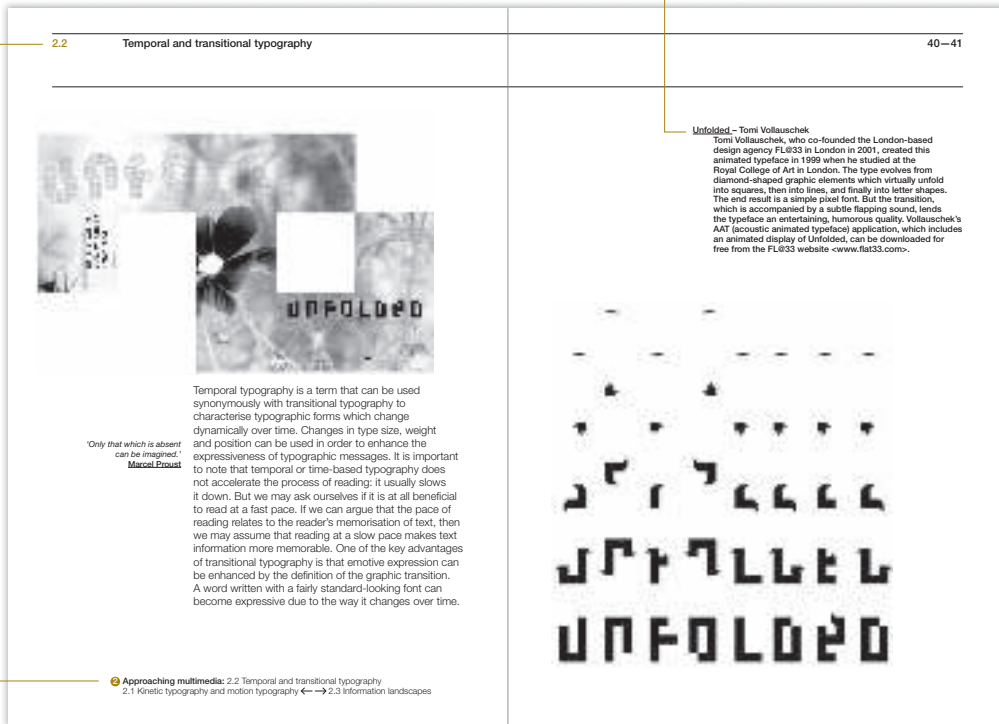 2.2 Temporal and transitional typography
40—41
UNFOLDED
Temporal typography is a term that can be used
synonymously with transitional typography to
characterise typographic forms which change
dynamically over time. Changes in type size, weight
and position can be used in order to enhance the
expressiveness of typographic messages. It is important
to note that temporal or time-based typography does
not accelerate the process of reading: it usually slows
it down. But we may ask ourselves if it is at all beneficial
to read at a fast pace. If we can argue that the pace of
reading relates to the reader’s memorisation of text, then
we may assume that reading at a slow pace makes text
information more memorable. One of the key advantages
of transitional typography is that emotive expression can
be enhanced by the definition of the graphic transition.
A word written with a fairly standard-looking font can
become expressive due to the way it changes over time.
‘Only that which is absent
can be imagined.’
Marcel Proust
2 Approaching multimedia: 2.2 Temporal and transitional typography
2.1 Kinetic typography and motion typography ← → 2.3 Information landscapes
Unfolded – Tomi Vollauschek
Tomi Vollauschek, who co-founded the London-based
design agency FL@33 in London in 2001, created this
animated typeface in 1999 when he studied at the
Royal College of Art in London. The type evolves from
diamond-shaped graphic elements which virtually unfold
into squares, then into lines, and finally into letter shapes.
The end result is a simple pixel font. But the transition,
which is accompanied by a subtle flapping sound, lends
the typeface an entertaining, humorous quality. Vollauschek’s
AAT (acoustic animated typeface) application, which includes
an animated display of Unfolded, can be downloaded for
free from the FL@33 website <www.flat33.com>.
UNFOLDED